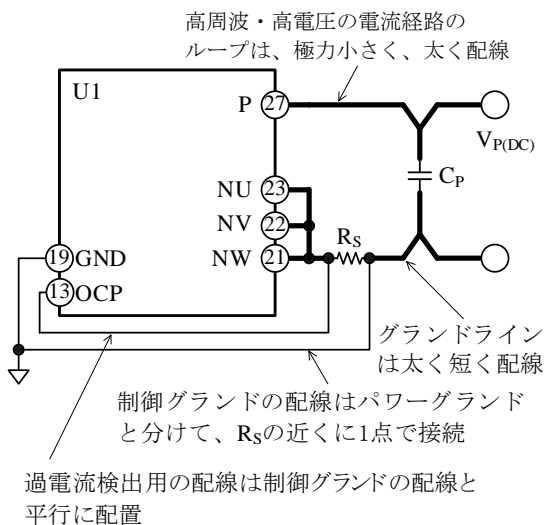 高周波・高電圧の電流経路の
ループは、極力小さく、太く配線
U1
P 27
VP(DC)
CP
NU 23
NV 22
NW 21
RS
19 GND
13 OCP
グランドライン
は太く短く配線
制御グランドの配線はパワーグランド
と分けて、RSの近くに1点で接続
過電流検出用の配線は制御グランドの配線と
平行に配置